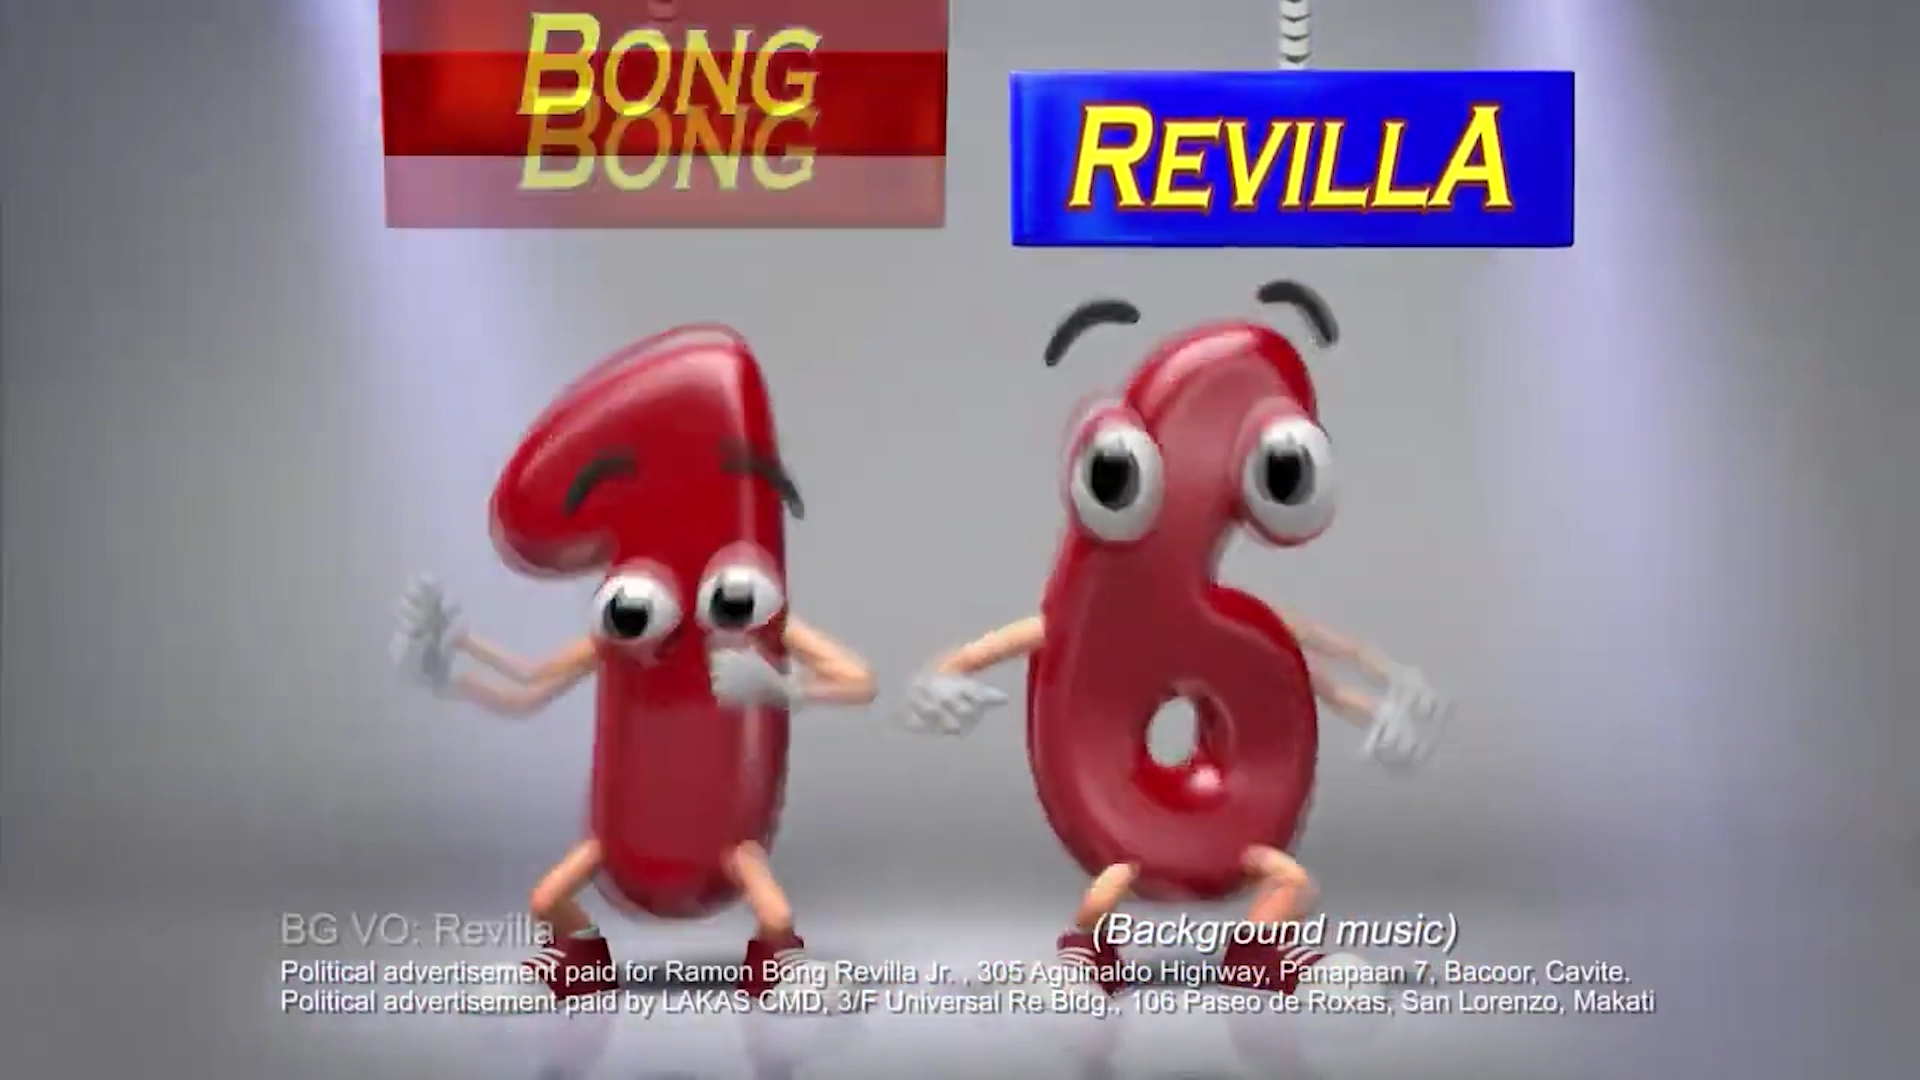 BONG
BONG
REVILLA
16
BG VO: Revilla
(Background music)
Political advertisement paid for Ramon Bong Revilla Jr. , 305 Aguinaldo Highway, Panapaan 7, Bacoor, Cavite.
Political advertisement paid by LAKAS CMD, 3/F Universal Re Bldg., 106 Paseo de Roxas, San Lorenzo, Makati